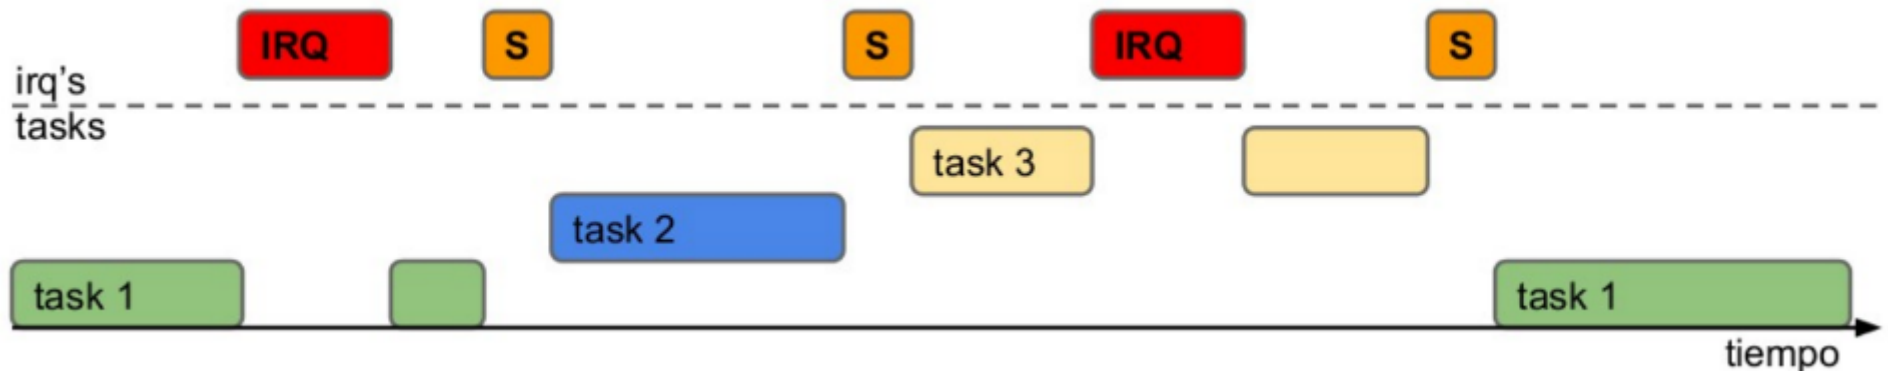 IRQ S S IRQ S
irq's
tasks
task 3
task 2
task 1 task 1
tiempo